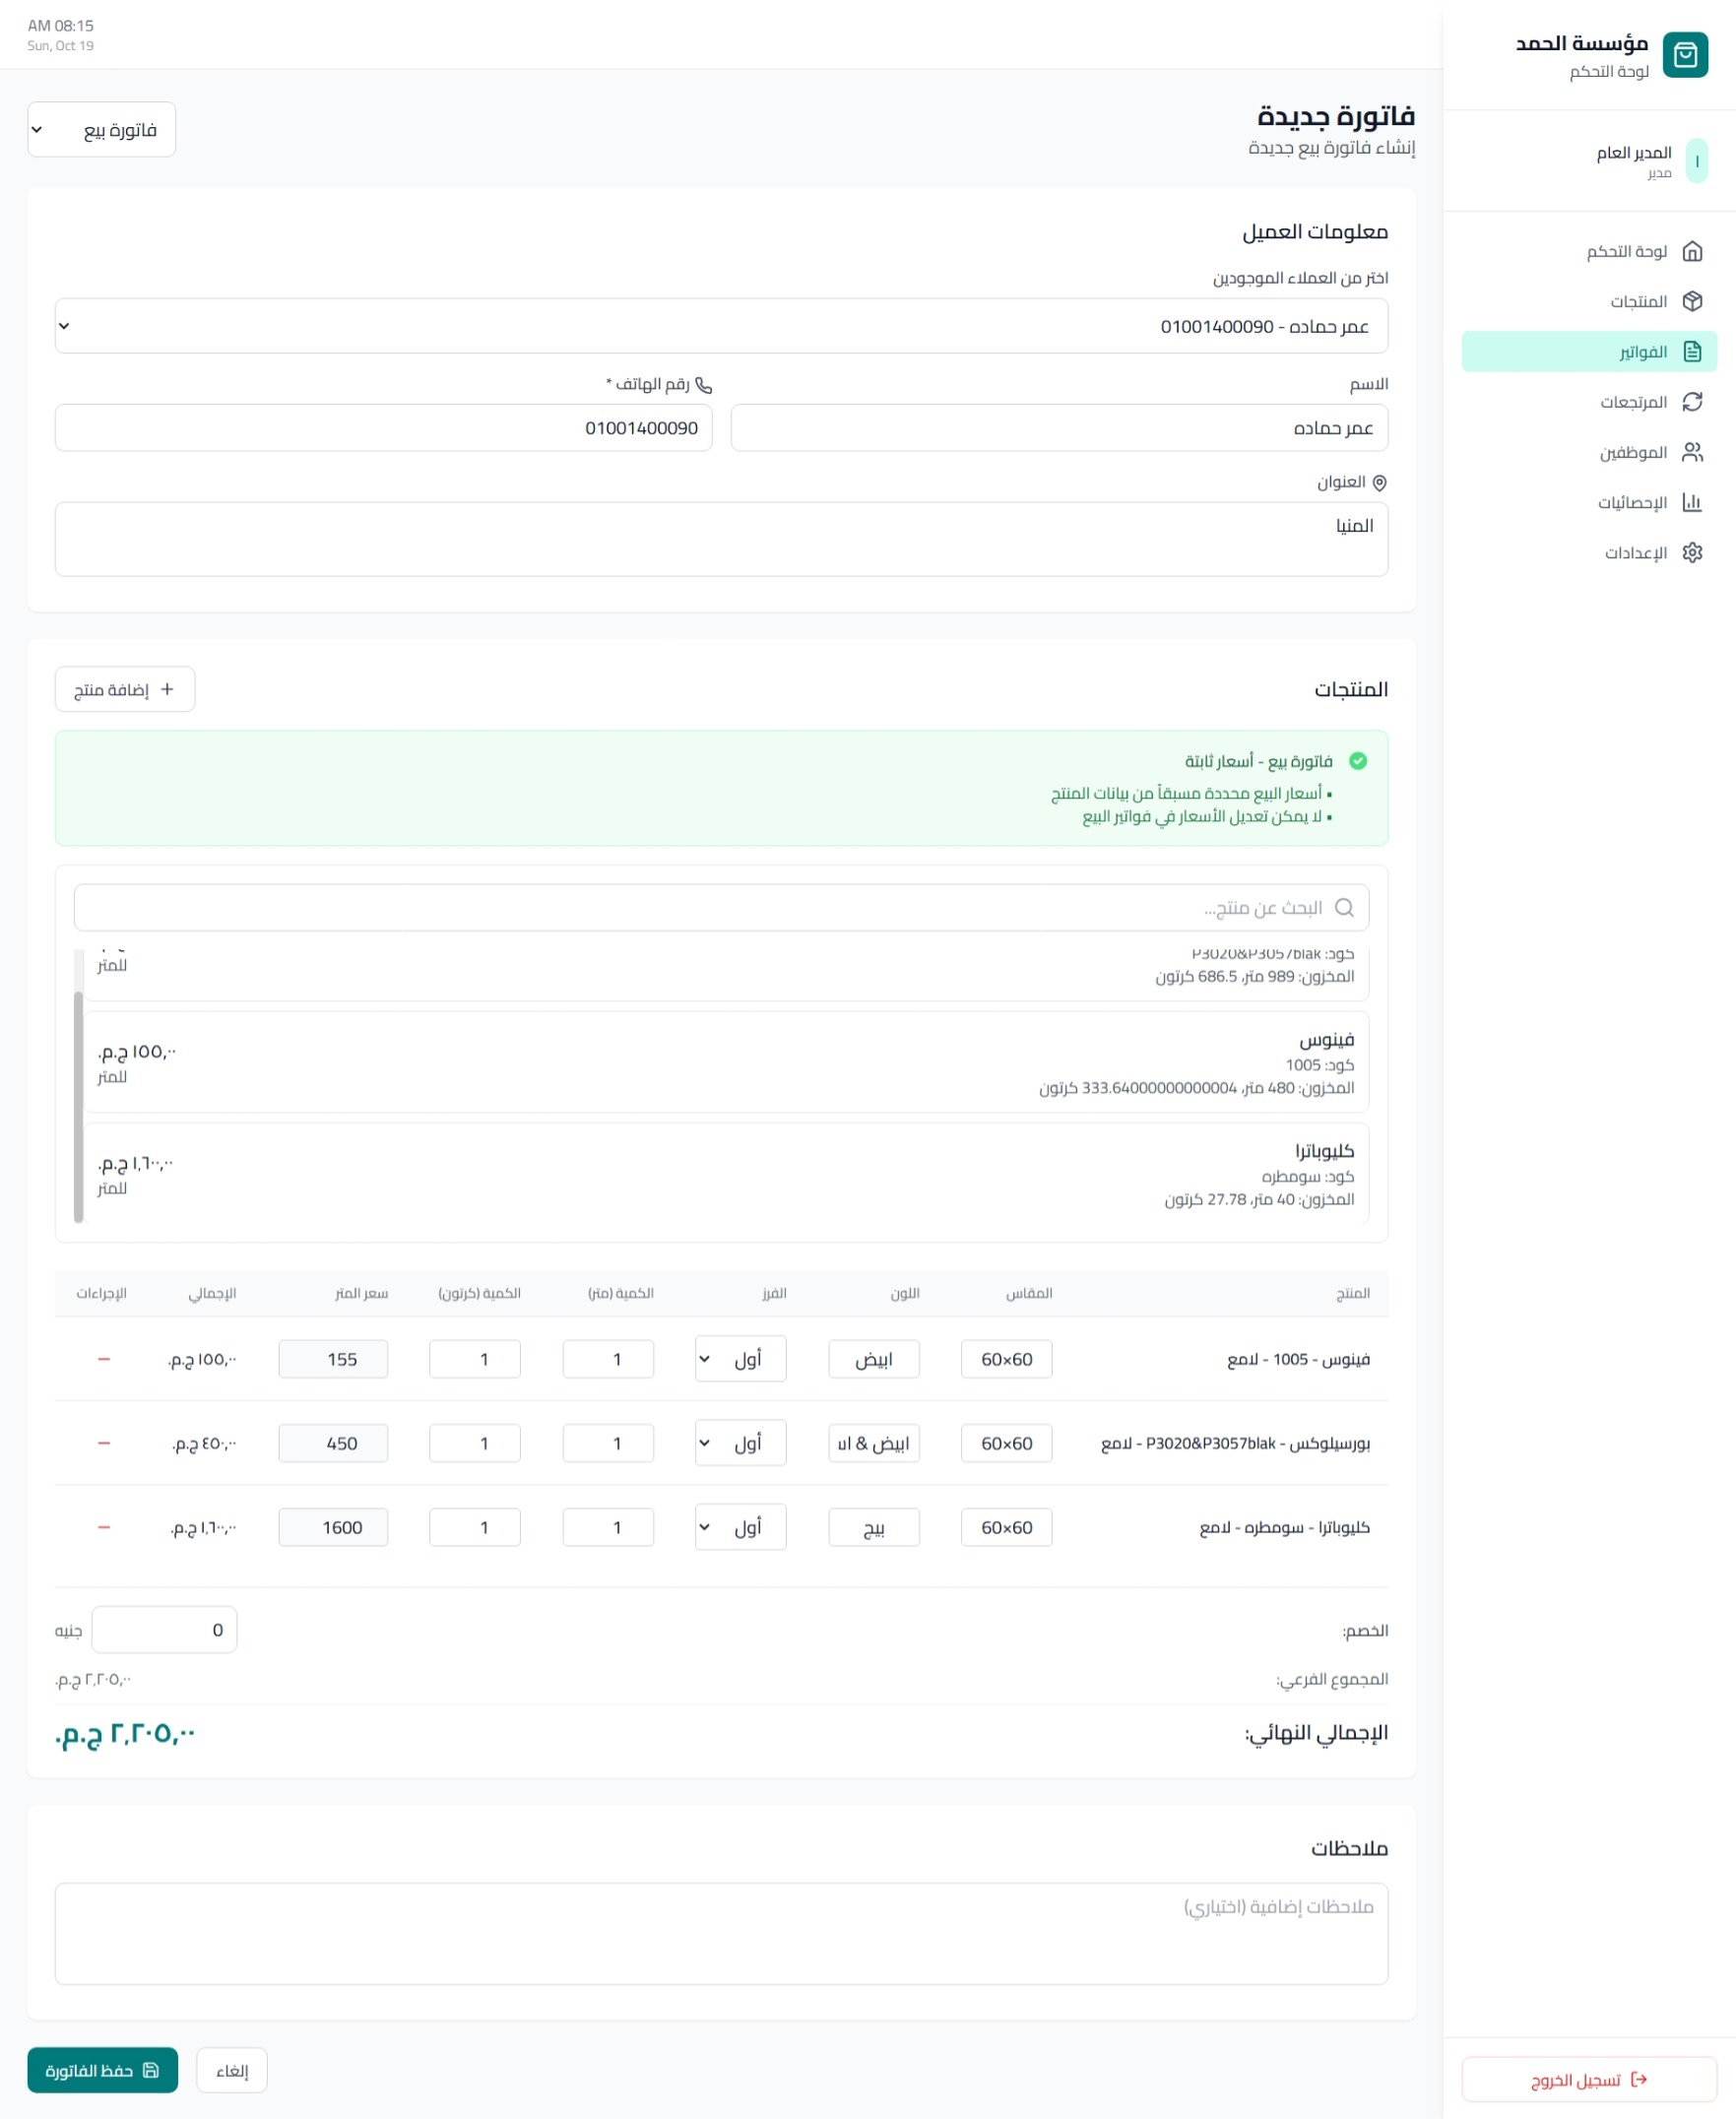 مؤسسة الحمد
لوحة التحكم
ا
المدير العام
مدير
لوحة التحكم
المنتجات
الفواتير
المرتجعات
الموظفين
الإحصائيات
الإعدادات
تسجيل الخروج
AM 08:15
Sun, Oct 19
فاتورة جديدة
إنشاء فاتورة بيع جديدة
فاتورة بيع
معلومات العميل
اختر من العملاء الموجودين
عمر حماده - 01001400090
الاسم
عمر حماده
رقم الهاتف *
01001400090
العنوان
المنيا
المنتجات
إضافة منتج
فاتورة بيع - أسعار ثابتة
• أسعار البيع محددة مسبقاً من بيانات المنتج
• لا يمكن تعديل الأسعار في فواتير البيع
البحث عن منتج...
كود: P3020&P3057blak
المخزون: 989 متر، 686.5 كرتون
للمتر
فينوس
كود: 1005
المخزون: 480 متر، 333.64000000000004 كرتون
١٥٥,٠٠ ج.م.
للمتر
كليوباترا
كود: سومطره
المخزون: 40 متر، 27.78 كرتون
١,٦٠٠,٠٠ ج.م.
للمتر
المنتج المقاس اللون الفرز الكمية (متر) الكمية (كرتون) سعر المتر الإجمالي الإجراءات
فينوس - 1005 - لامع 60×60 ابيض أول 1 1 155 ١٥٥,٠٠ ج.م.
بورسيلوكس - P3020&P3057blak - لامع 60×60 ابيض & اس أول 1 1 450 ٤٥٠,٠٠ ج.م.
كليوباترا - سومطره - لامع 60×60 بيج أول 1 1 1600 ١,٦٠٠,٠٠ ج.م.
الخصم: 0 جنيه
المجموع الفرعي: ٢,٢٠٥,٠٠ ج.م.
الإجمالي النهائي: ٢,٢٠٥,٠٠ ج.م.
ملاحظات
ملاحظات إضافية (اختياري)
إلغاء
حفظ الفاتورة